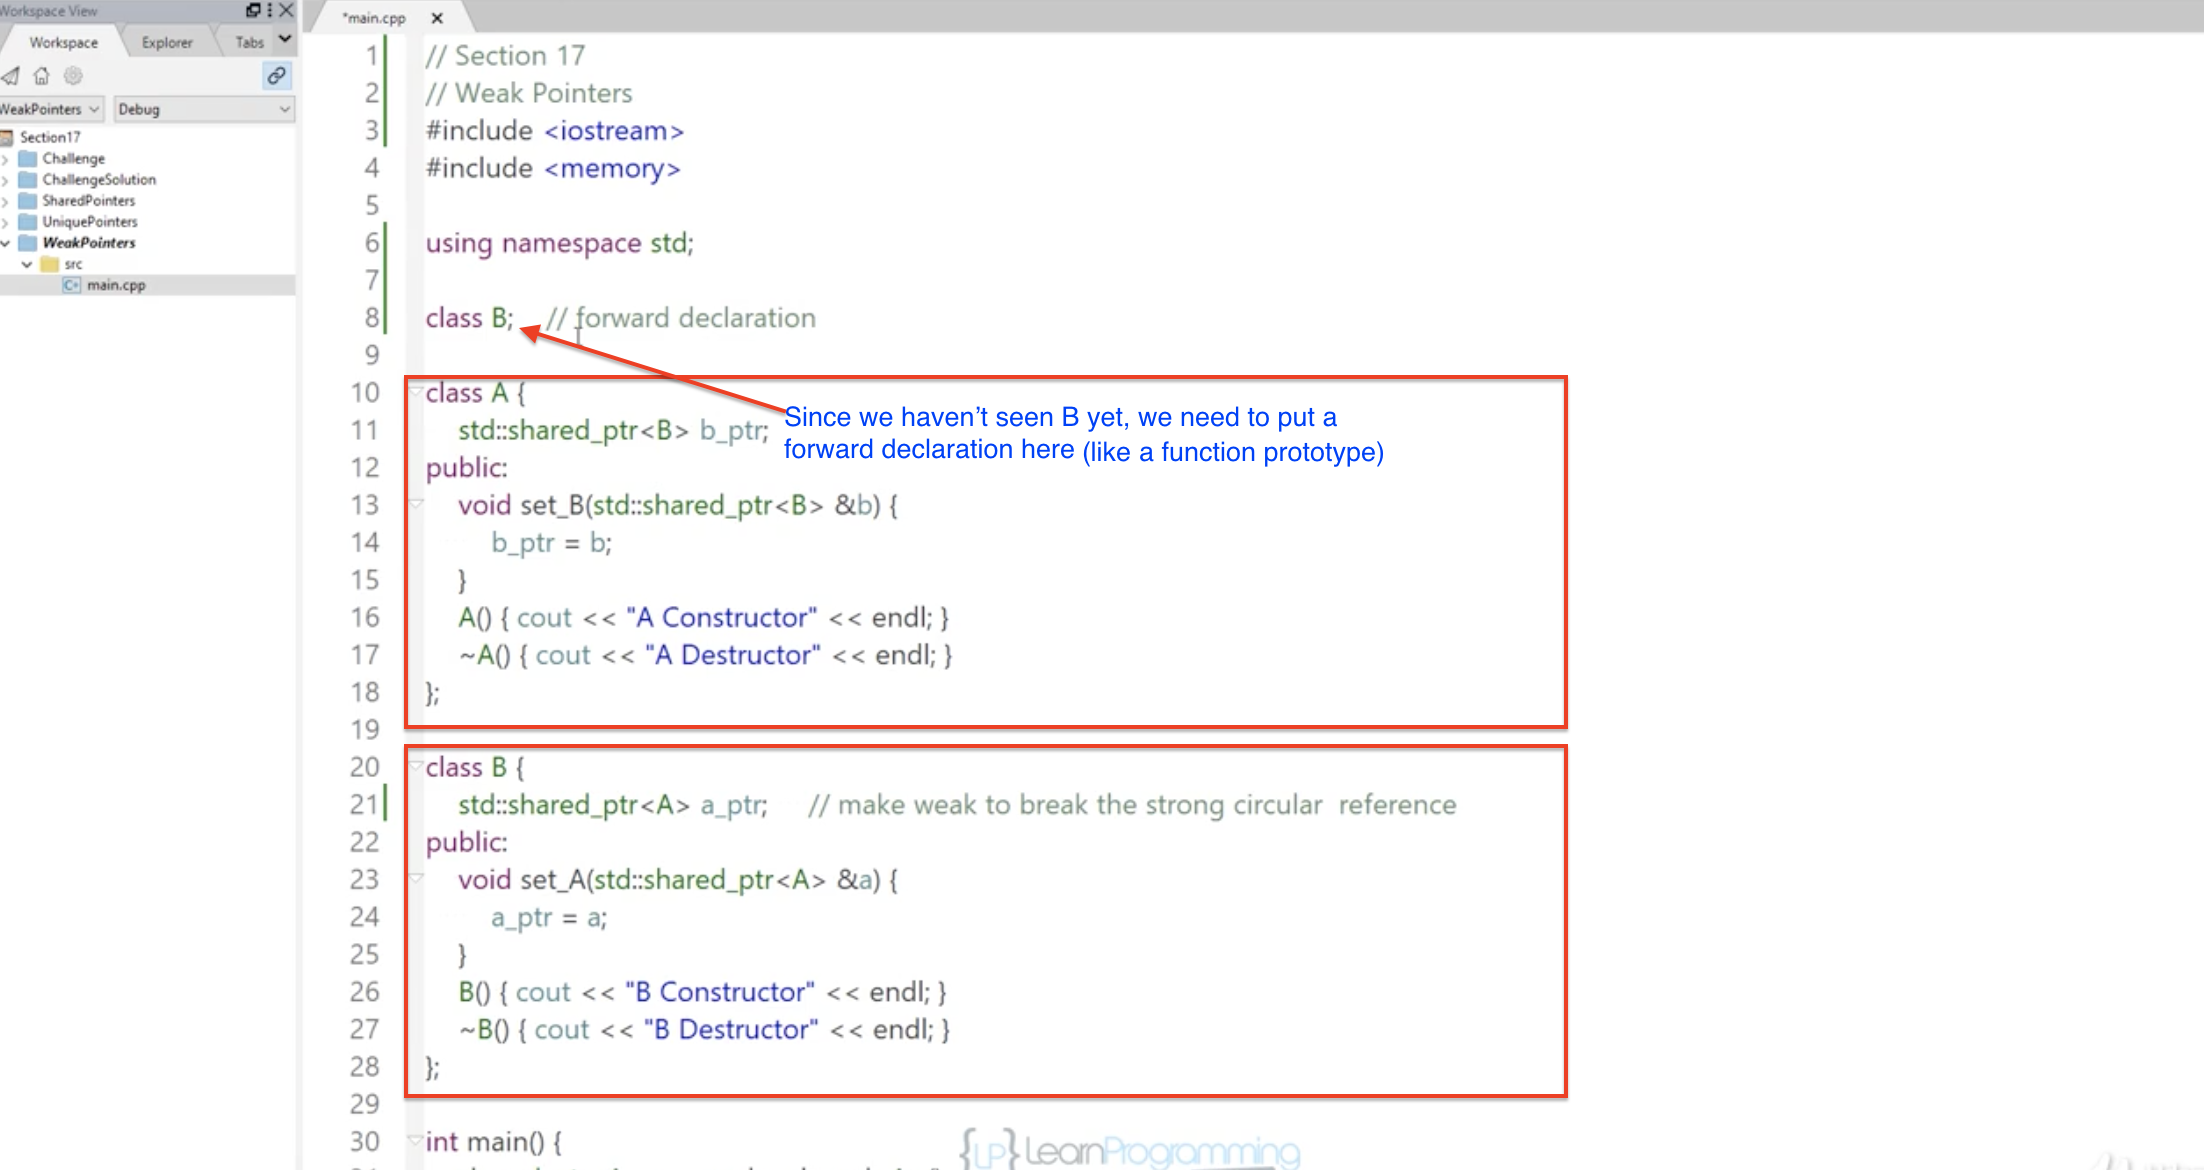 Workspace View
*main.cpp
Workspace Explorer Tabs
WeakPointers Debug
Section17
Challenge
ChallengeSolution
SharedPointers
UniquePointers
WeakPointers
src
main.cpp
1 // Section 17
2 // Weak Pointers
3 #include <iostream>
4 #include <memory>
5
6 using namespace std;
7
8 class B; // forward declaration
9
10 class A {
11 std::shared_ptr<B> b_ptr;
Since we haven't seen B yet, we need to put a
forward declaration here (like a function prototype)
12 public:
13 void set_B(std::shared_ptr<B> &b) {
14 b_ptr = b;
15 }
16 A() { cout << "A Constructor" << endl; }
17 ~A() { cout << "A Destructor" << endl; }
18 };
19
20 class B {
21 std::shared_ptr<A> a_ptr; // make weak to break the strong circular reference
22 public:
23 void set_A(std::shared_ptr<A> &a) {
24 a_ptr = a;
25 }
26 B() { cout << "B Constructor" << endl; }
27 ~B() { cout << "B Destructor" << endl; }
28 };
29
30 int main() {
{LP} LearnProgramming